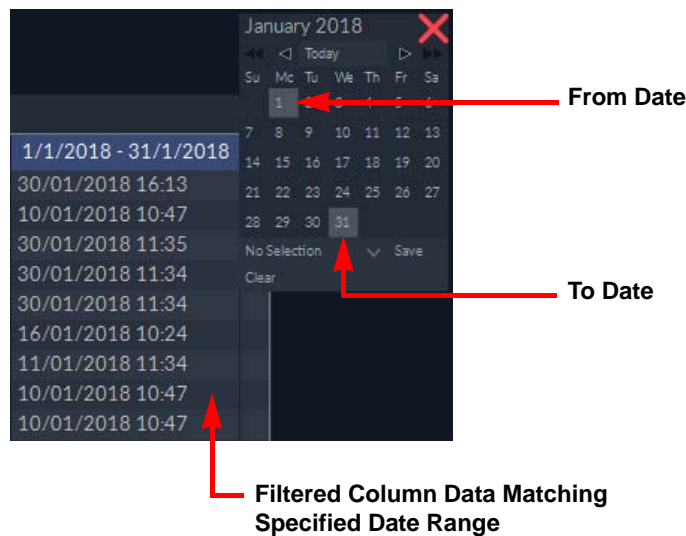 January 2018
Today
Su Mc Tu We Th Fr Sa
1
From Date
7 8 9 10 11 12 13
1/1/2018 - 31/1/2018
14 15 16 17 18 19 20
30/01/2018 16:13
21 22 23 24 25 26 27
10/01/2018 10:47
28 29 30 31
30/01/2018 11:35
No Selection Save
30/01/2018 11:34
Clear
To Date
30/01/2018 11:34
16/01/2018 10:24
11/01/2018 11:34
10/01/2018 10:47
10/01/2018 10:47
Filtered Column Data Matching
Specified Date Range